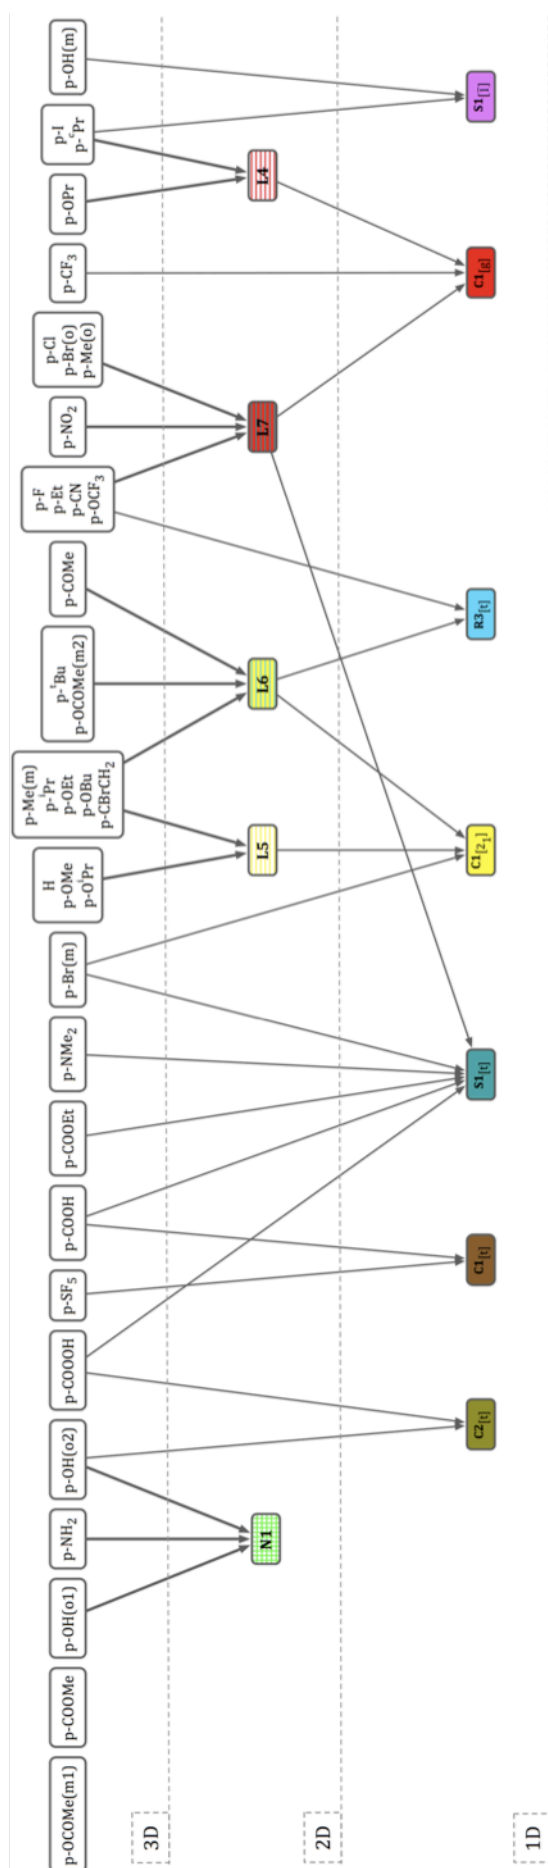 p-OCOMe(m1)
p-COOMe
p-OH(o1)
p-NH₂
p-OH(o2)
p-COOOH
p-SF₅
p-COOH
p-COOEt
p-NMe₂
p-Br(m)
H
p-OMe
p-OⁱPr
p-Me(m)
p-ⁱPr
p-OEt
p-OBu
p-CBrCH₂
p-ᵗBu
p-OCOMe(m2)
p-COMe
p-F
p-Et
p-CN
p-OCF₃
p-NO₂
p-Cl
p-Br(o)
p-Me(o)
p-CF₃
p-OPr
p-I
p-ᶜPr
p-OH(m)
3D
N1
L5
L6
L7
L4
2D
C2[t]
C1[t]
S1[t]
C1[2₁]
R3[t]
C1[g]
S1[ī]
1D